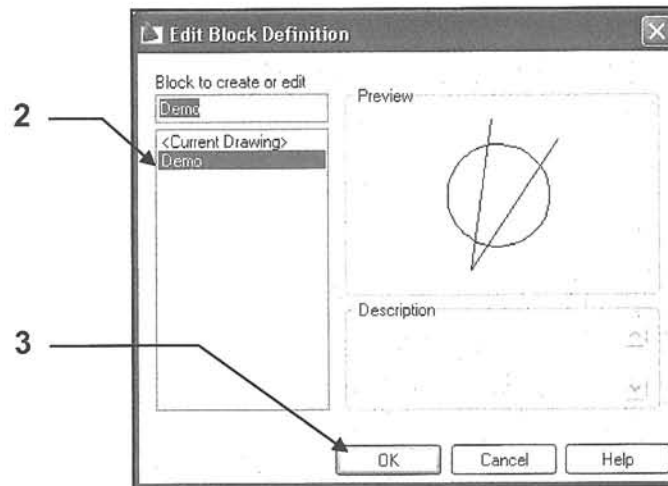 Edit Block Definition
Block to create or edit
Demo
Preview
2
<Current Drawing>
Demo
Description
3
OK
Cancel
Help